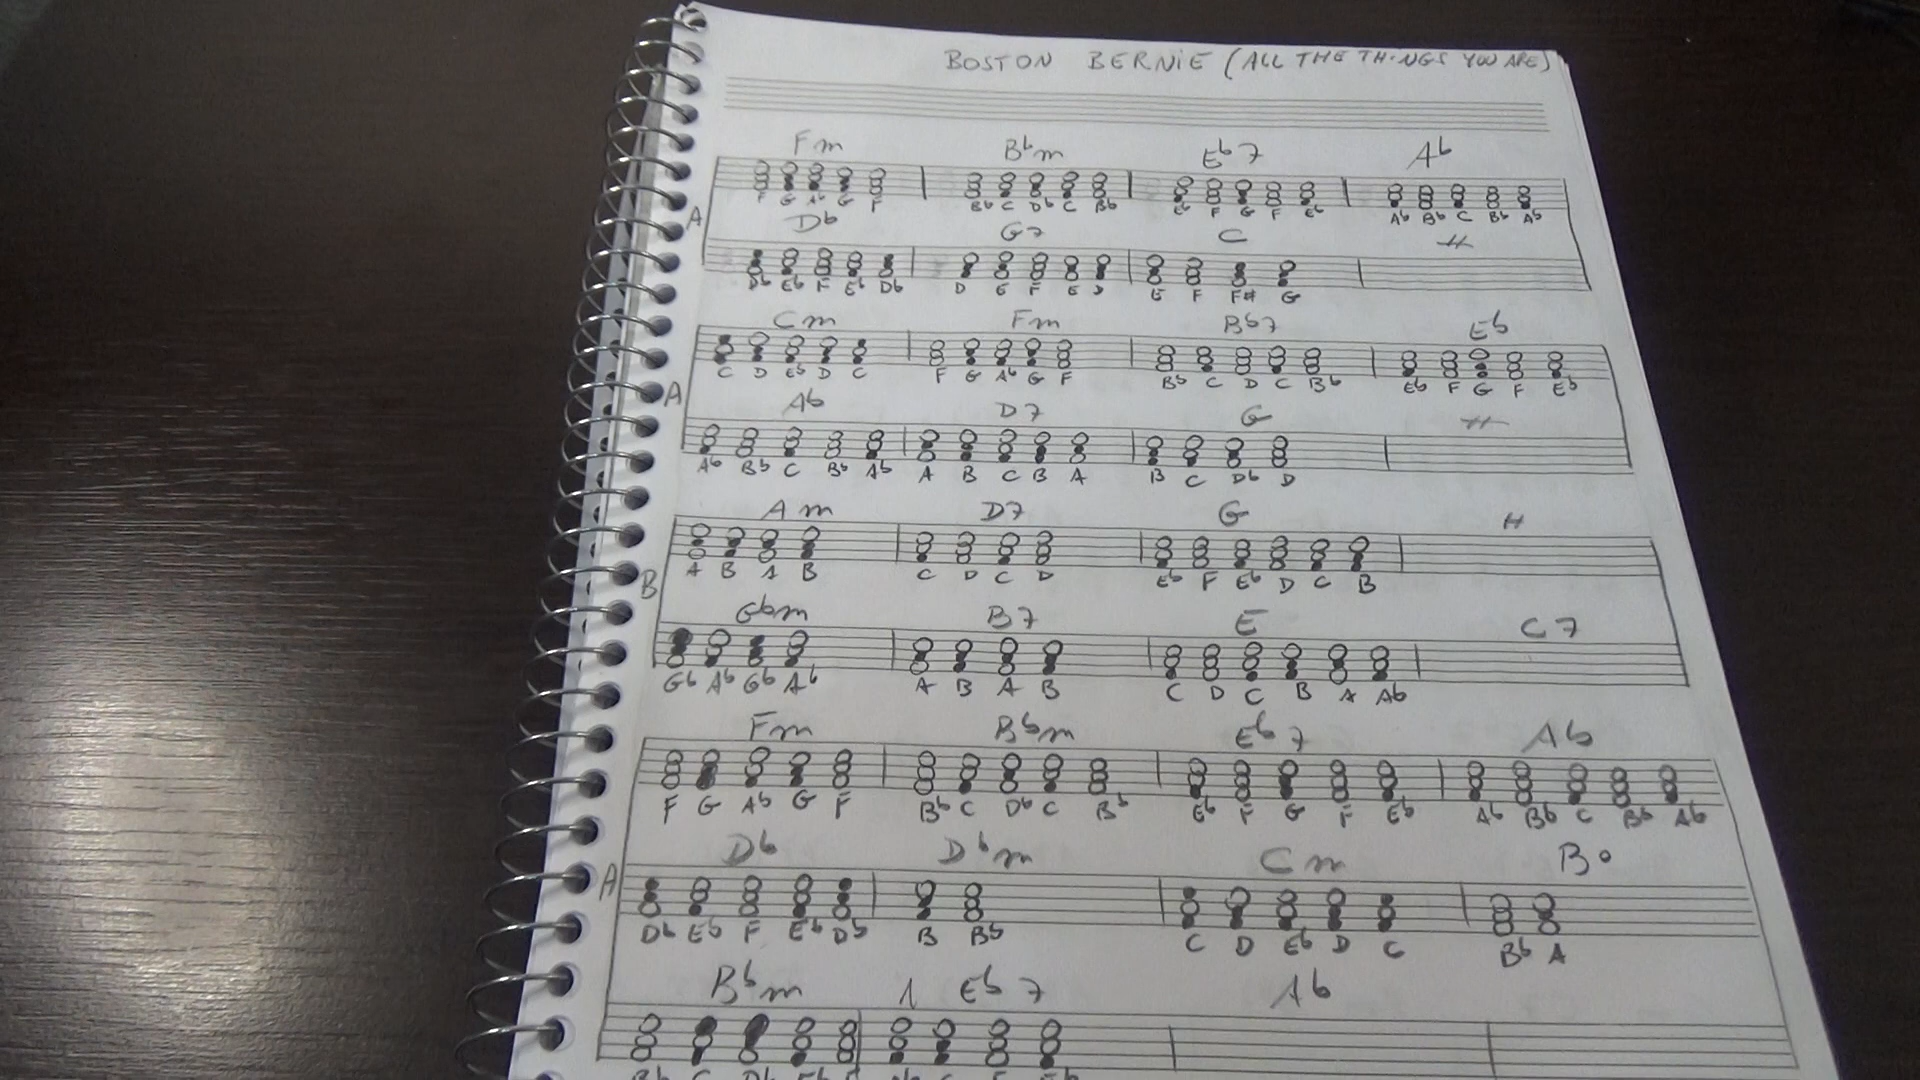 BOSTON BERNIE (ALL THE THINGS YOU ARE)
Fm Bbm Eb7 Ab
F G Ab G F Bb C Db C Bb Eb F G F Eb Ab Bb C Bb Ab
A
Db G7 C
Db Eb F Eb Db D E F E D E F F# G
Cm Fm Bb7 Eb
C D Eb D C F G Ab G F Bb C D C Bb Eb F G F Eb
A
Ab D7 G
Ab Bb C Bb Ab A B C B A B C Db D
Am D7 G
A B A B C D C D Eb F Eb D C B
B
Gbm B7 E C7
Gb Ab Gb Ab A B A B C D C B A Ab
Fm Bbm Eb7 Ab
F G Ab G F Bb C Db C Bb Eb F G F Eb Ab Bb C Bb Ab
A
Db Dbm Cm Bo
Db Eb F Eb Db B Bb C D Eb D C Bb A
Bbm Eb7 Ab